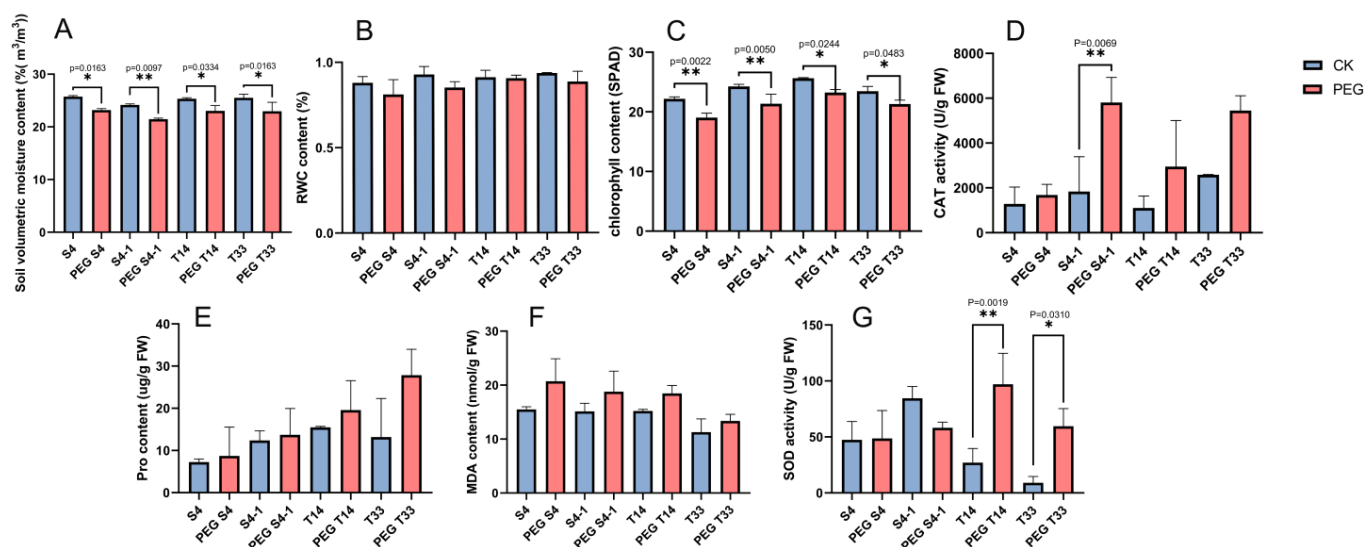 A
Soil volumetric moisture content (%( m³/m³))
30
20
10
0
p=0.0163
*
p=0.0097
**
p=0.0334
*
p=0.0163
*
S4
PEG S4
S4-1
PEG S4-1
T14
PEG T14
T33
PEG T33
B
RWC content (%)
1.0
0.5
0.0
S4
PEG S4
S4-1
PEG S4-1
T14
PEG T14
T33
PEG T33
C
chlorophyll content (SPAD)
30
20
10
0
p=0.0022
**
p=0.0050
**
p=0.0244
*
p=0.0483
*
S4
PEG S4
S4-1
PEG S4-1
T14
PEG T14
T33
PEG T33
D
CAT activity (U/g FW)
8000
6000
4000
2000
0
P=0.0069
**
S4
PEG S4
S4-1
PEG S4-1
T14
PEG T14
T33
PEG T33
CK
PEG
E
Pro content (ug/g FW)
40
30
20
10
0
S4
PEG S4
S4-1
PEG S4-1
T14
PEG T14
T33
PEG T33
F
MDA content (nmol/g FW)
30
20
10
0
S4
PEG S4
S4-1
PEG S4-1
T14
PEG T14
T33
PEG T33
G
SOD activity (U/g FW)
150
100
50
0
P=0.0019
**
P=0.0310
*
S4
PEG S4
S4-1
PEG S4-1
T14
PEG T14
T33
PEG T33